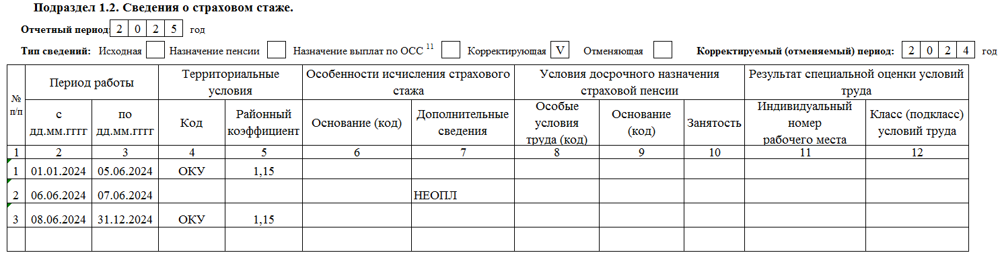 Подраздел 1.2. Сведения о страховом стаже.
Отчетный период: 2 0 2 5 год
Тип сведений: Исходная Назначение пенсии Назначение выплат по ОСС 11 Корректирующая V Отменяющая Корректируемый (отменяемый) период: 2 0 2 4 год
№ п/п
Период работы
Территориальные условия
Особенности исчисления страхового стажа
Условия досрочного назначения страховой пенсии
Результат специальной оценки условий труда
с дд.мм.гггг
по дд.мм.гггг
Код
Районный коэффициент
Основание (код)
Дополнительные сведения
Особые условия труда (код)
Основание (код)
Занятость
Индивидуальный номер рабочего места
Класс (подкласс) условий труда
1 2 3 4 5 6 7 8 9 10 11 12
1 01.01.2024 05.06.2024 ОКУ 1,15
2 06.06.2024 07.06.2024 НЕОПЛ
3 08.06.2024 31.12.2024 ОКУ 1,15